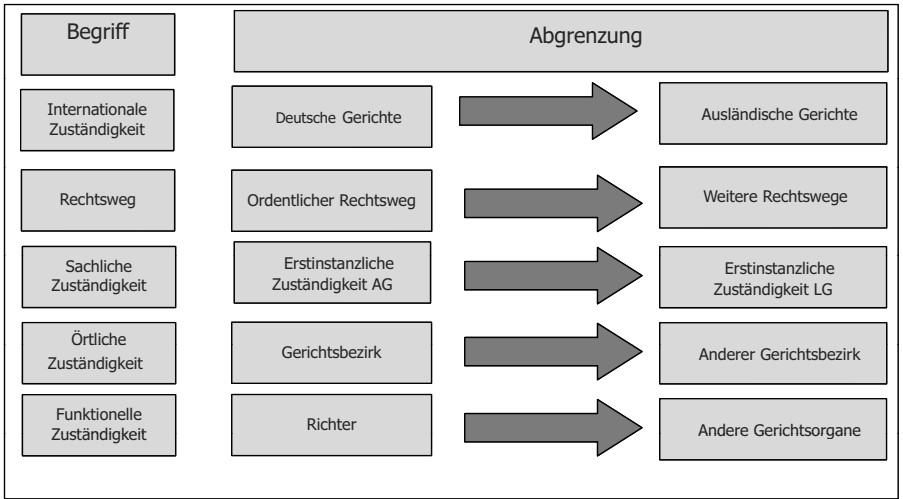 Begriff
Abgrenzung
Internationale
Zuständigkeit
Deutsche Gerichte
Ausländische Gerichte
Rechtsweg
Ordentlicher Rechtsweg
Weitere Rechtswege
Sachliche
Zuständigkeit
Erstinstanzliche
Zuständigkeit AG
Erstinstanzliche
Zuständigkeit LG
Örtliche
Zuständigkeit
Gerichtsbezirk
Anderer Gerichtsbezirk
Funktionelle
Zuständigkeit
Richter
Andere Gerichtsorgane